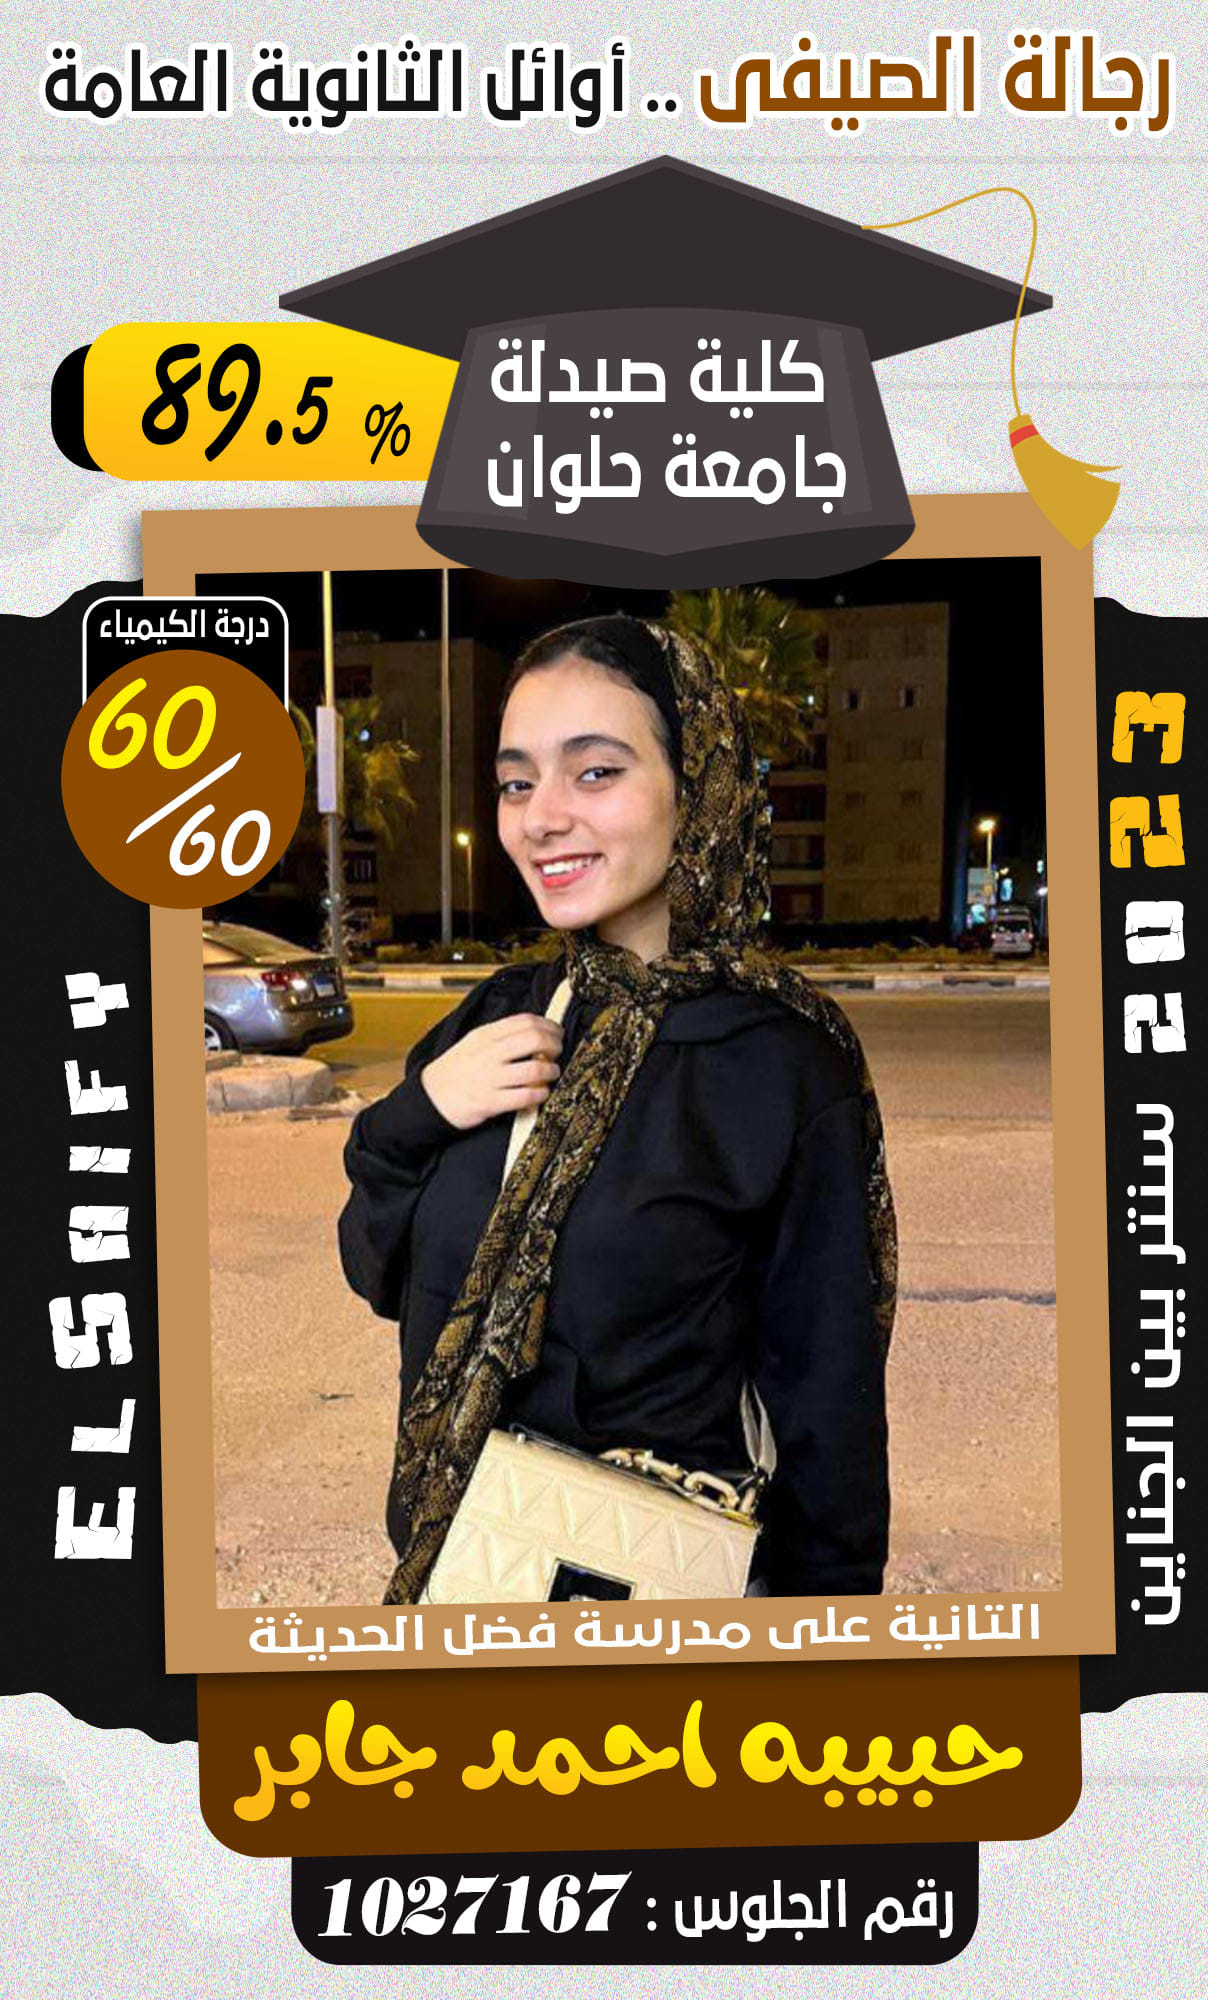 رجالة الصيفى .. أوائل الثانوية العامة
كلية صيدلة
جامعة حلوان
89.5 %
درجة الكيمياء
60/60
ELSAIFY
2023
سنتر بين الجناين
التانية على مدرسة فضل الحديثة
حبيبه احمد جابر
رقم الجلوس : 1027167